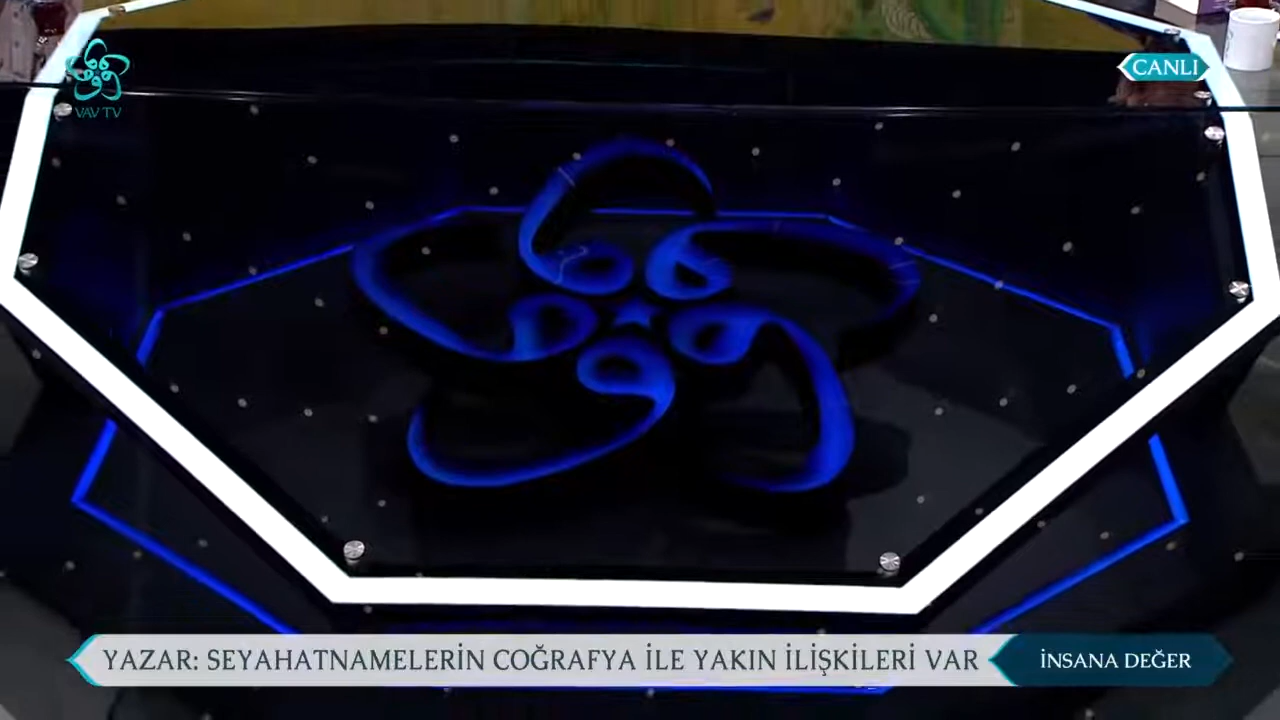 VAV TV
CANLI
YAZAR: SEYAHATNAMELERİN COĞRAFYA İLE YAKIN İLİŞKİLERİ VAR
İNSANA DEĞER